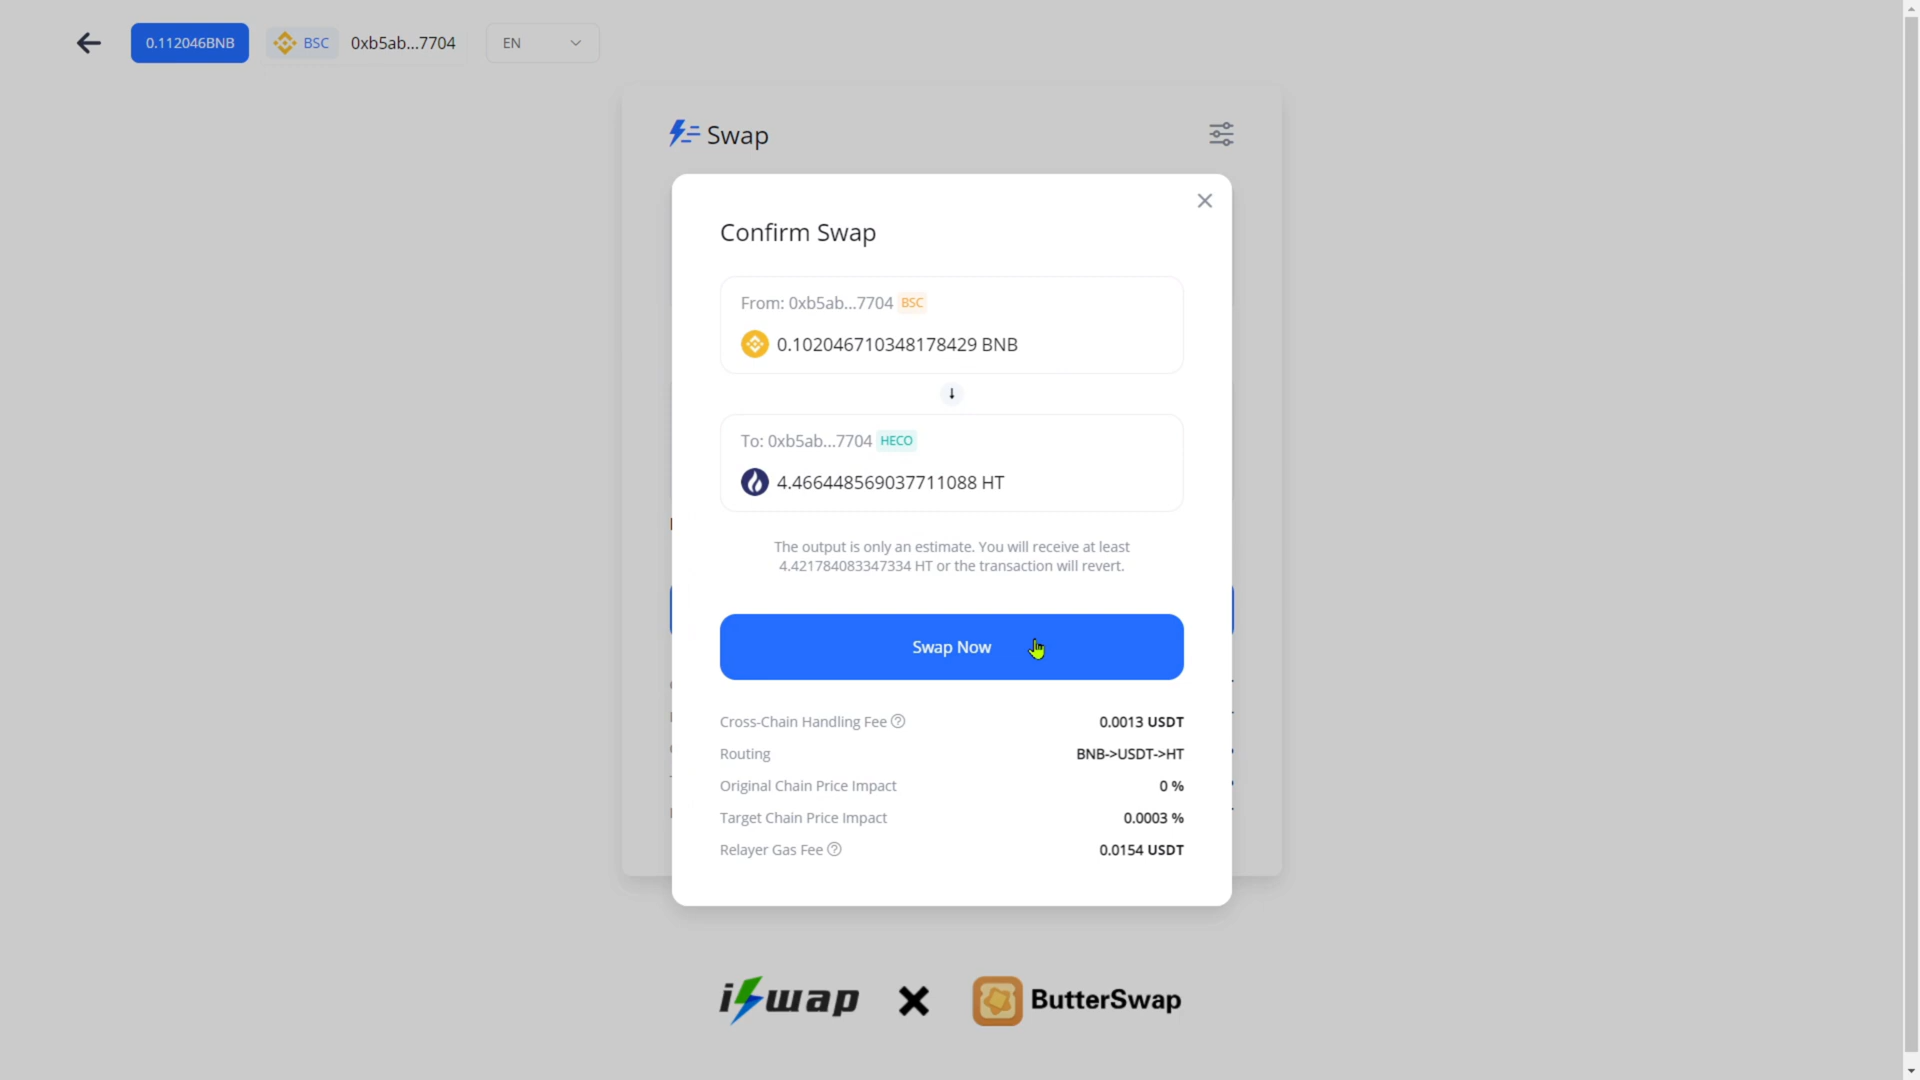 0.112046BNB
BSC
0xb5ab...7704
EN
Swap
Confirm Swap
From: 0xb5ab...7704 BSC
0.102046710348178429 BNB
To: 0xb5ab...7704 HECO
4.466448569037711088 HT
The output is only an estimate. You will receive at least
4.421784083347334 HT or the transaction will revert.
Swap Now
Cross-Chain Handling Fee 0.0013 USDT
Routing BNB->USDT->HT
Original Chain Price Impact 0 %
Target Chain Price Impact 0.0003 %
Relayer Gas Fee 0.0154 USDT
iSwap
ButterSwap